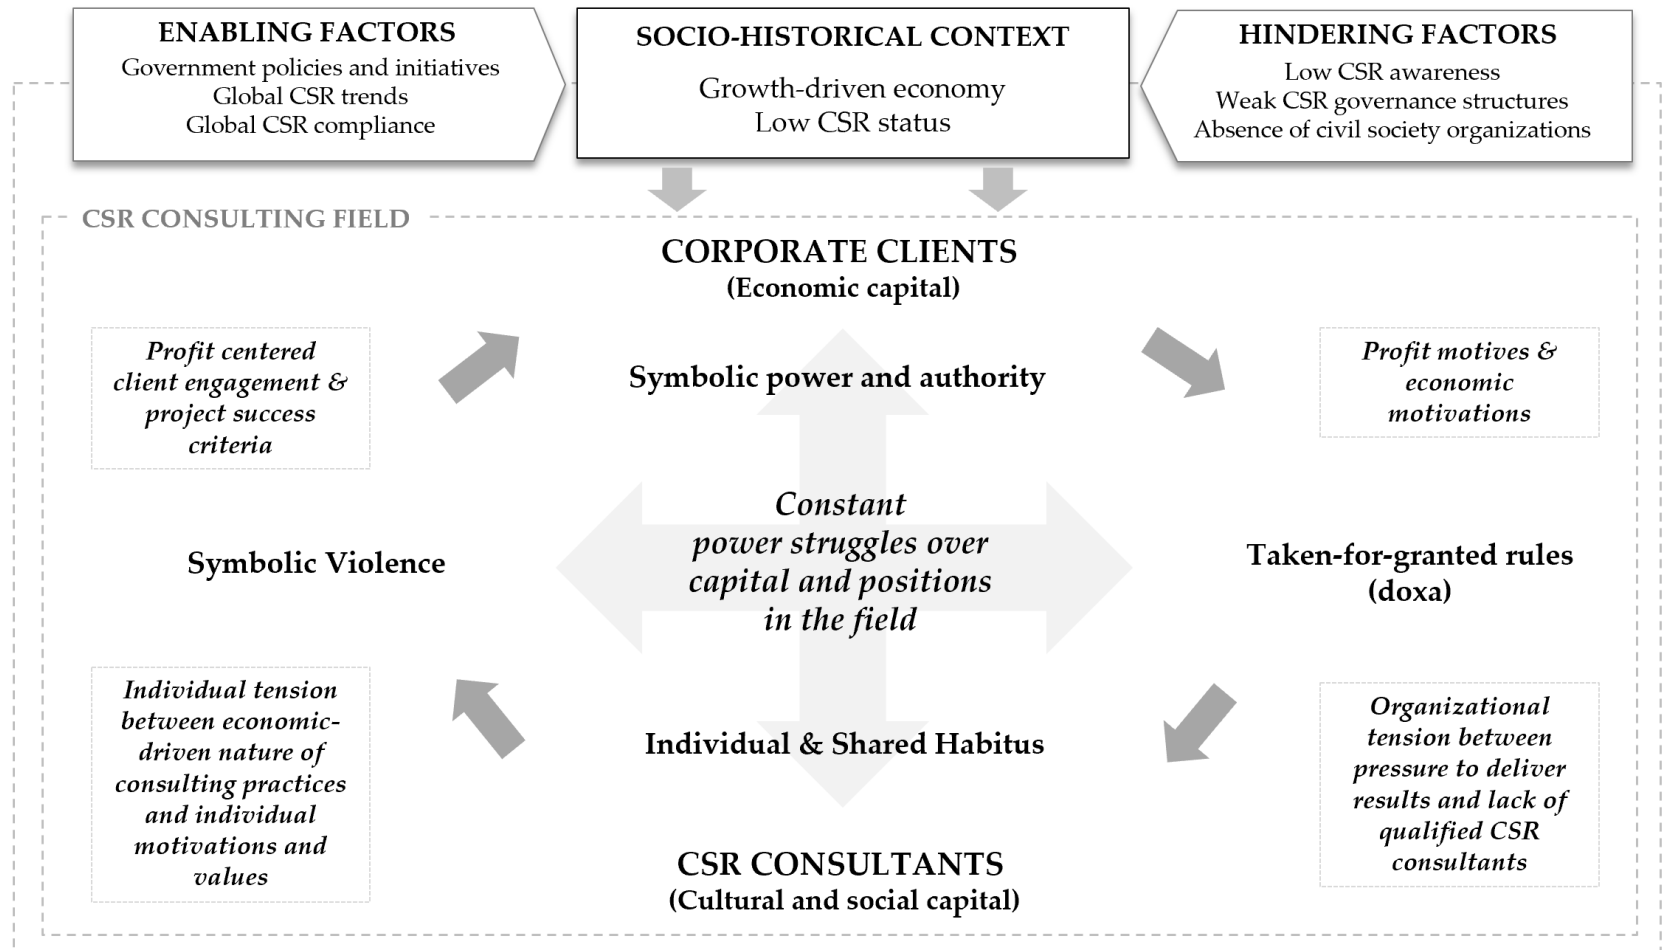 ENABLING FACTORS
Government policies and initiatives
Global CSR trends
Global CSR compliance
SOCIO-HISTORICAL CONTEXT
Growth-driven economy
Low CSR status
HINDERING FACTORS
Low CSR awareness
Weak CSR governance structures
Absence of civil society organizations
CSR CONSULTING FIELD
CORPORATE CLIENTS
(Economic capital)
Profit centered
client engagement &
project success
criteria
Symbolic power and authority
Profit motives &
economic
motivations
Symbolic Violence
Constant
power struggles over
capital and positions
in the field
Taken-for-granted rules
(doxa)
Individual tension
between economic-
driven nature of
consulting practices
and individual
motivations and
values
Individual & Shared Habitus
Organizational
tension between
pressure to deliver
results and lack of
qualified CSR
consultants
CSR CONSULTANTS
(Cultural and social capital)